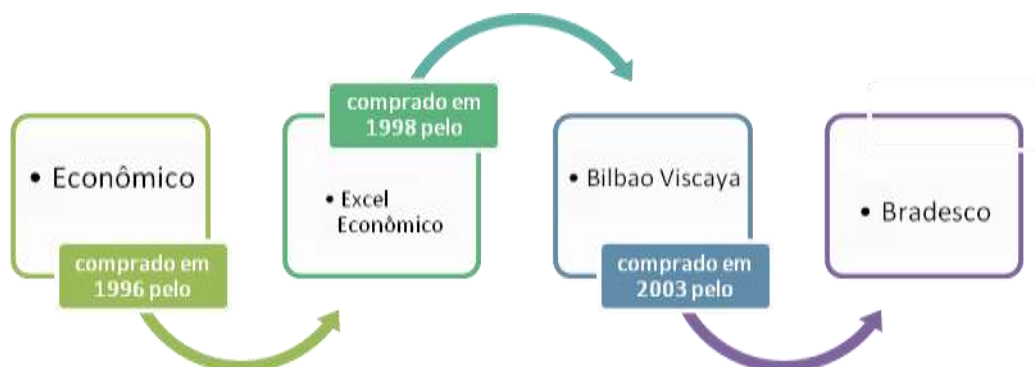 • Econômico
comprado em
1996 pelo
comprado em
1998 pelo
• Excel
Econômico
• Bilbao Viscaya
comprado em
2003 pelo
• Bradesco